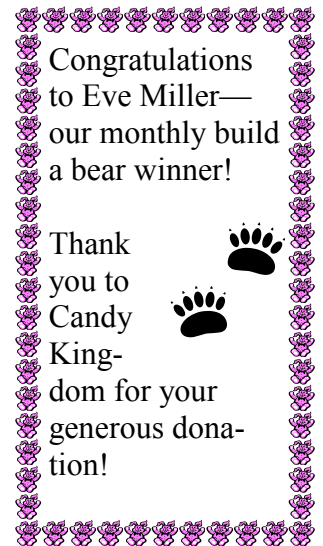 Congratulations
to Eve Miller—
our monthly build
a bear winner!
Thank
you to
Candy
King-
dom for your
generous dona-
tion!